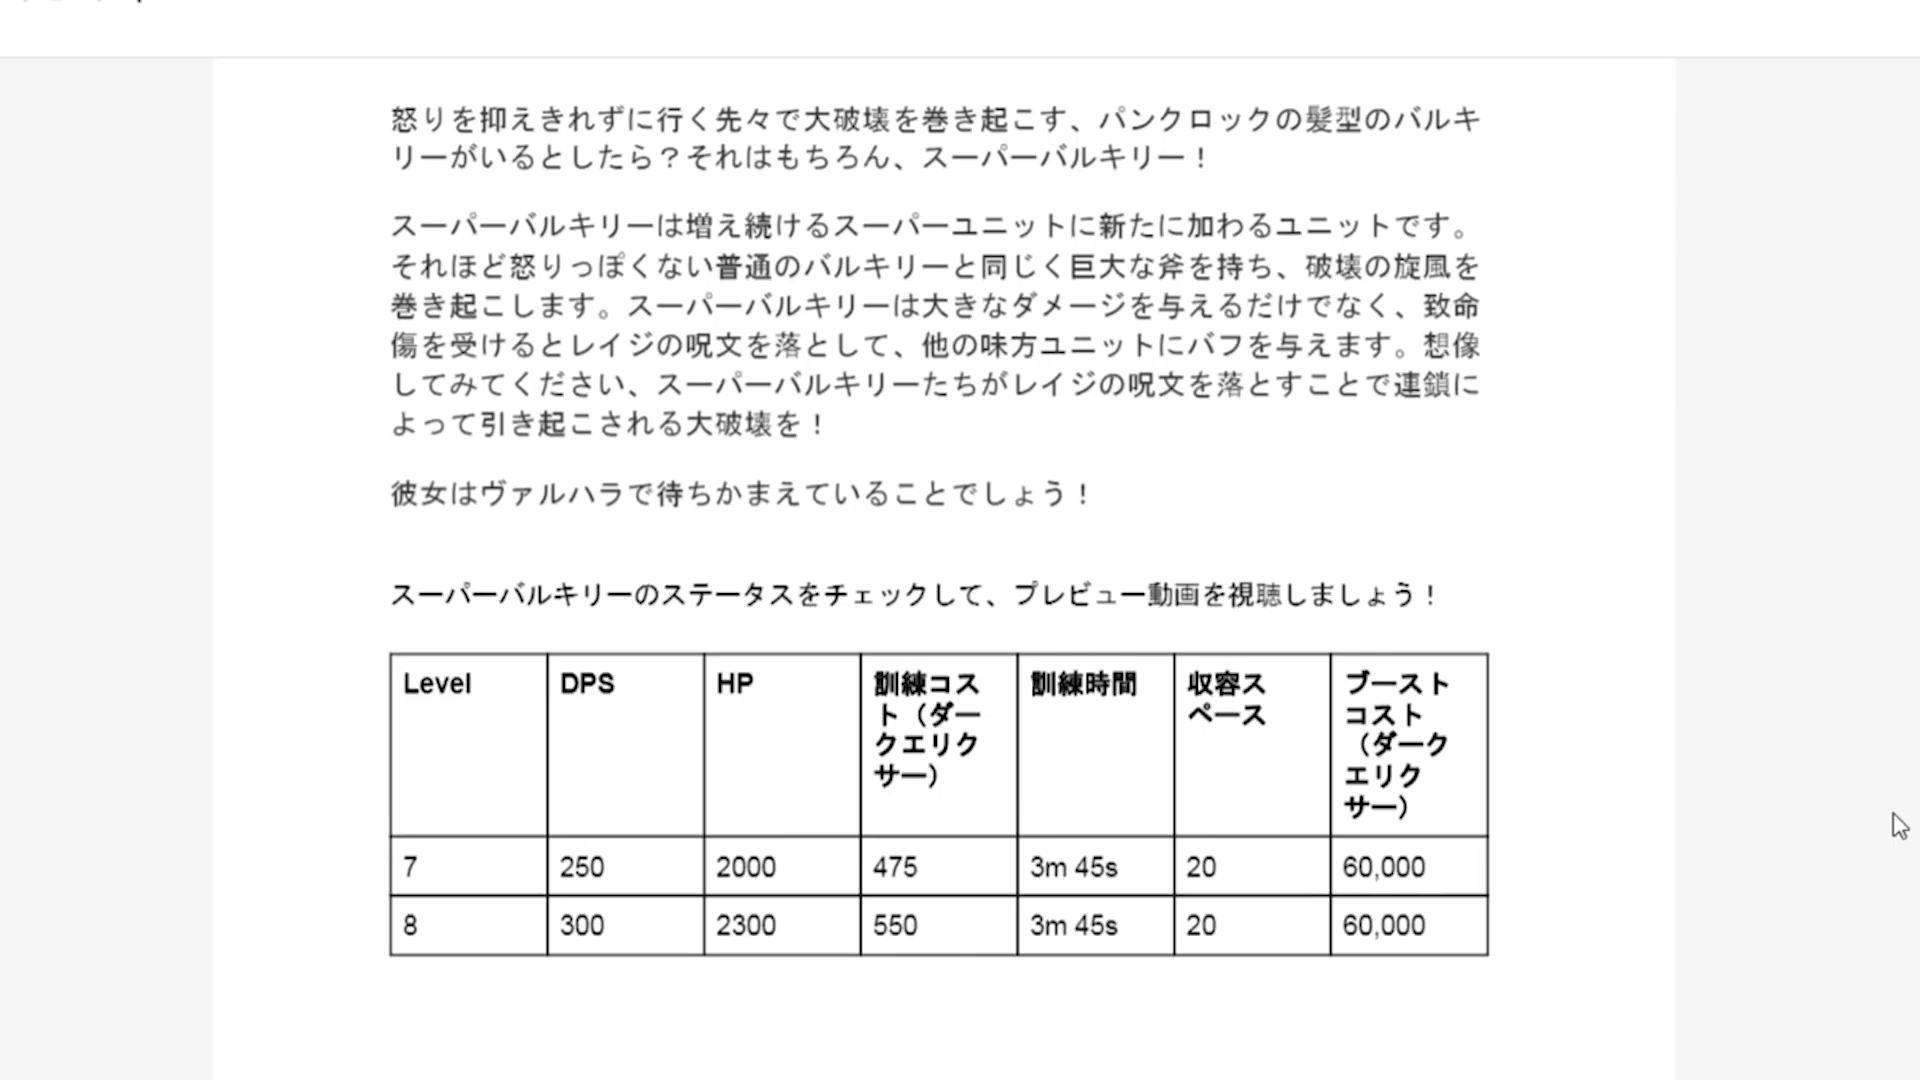 怒りを抑えきれずに行く先々で大破壊を巻き起こす、パンクロックの髪型のバルキ
リーがいるとしたら？それはもちろん、スーパーバルキリー！
スーパーバルキリーは増え続けるスーパーユニットに新たに加わるユニットです。
それほど怒りっぽくない普通のバルキリーと同じく巨大な斧を持ち、破壊の旋風を
巻き起こします。スーパーバルキリーは大きなダメージを与えるだけでなく、致命
傷を受けるとレイジの呪文を落として、他の味方ユニットにバフを与えます。想像
してみてください、スーパーバルキリーたちがレイジの呪文を落とすことで連鎖に
よって引き起こされる大破壊を！
彼女はヴァルハラで待ちかまえていることでしょう！
スーパーバルキリーのステータスをチェックして、プレビュー動画を視聴しましょう！
Level
DPS
HP
訓練コス
ト（ダー
クエリク
サー）
訓練時間
収容ス
ペース
ブースト
コスト
（ダーク
エリク
サー）
7 250 2000 475 3m 45s 20 60,000
8 300 2300 550 3m 45s 20 60,000